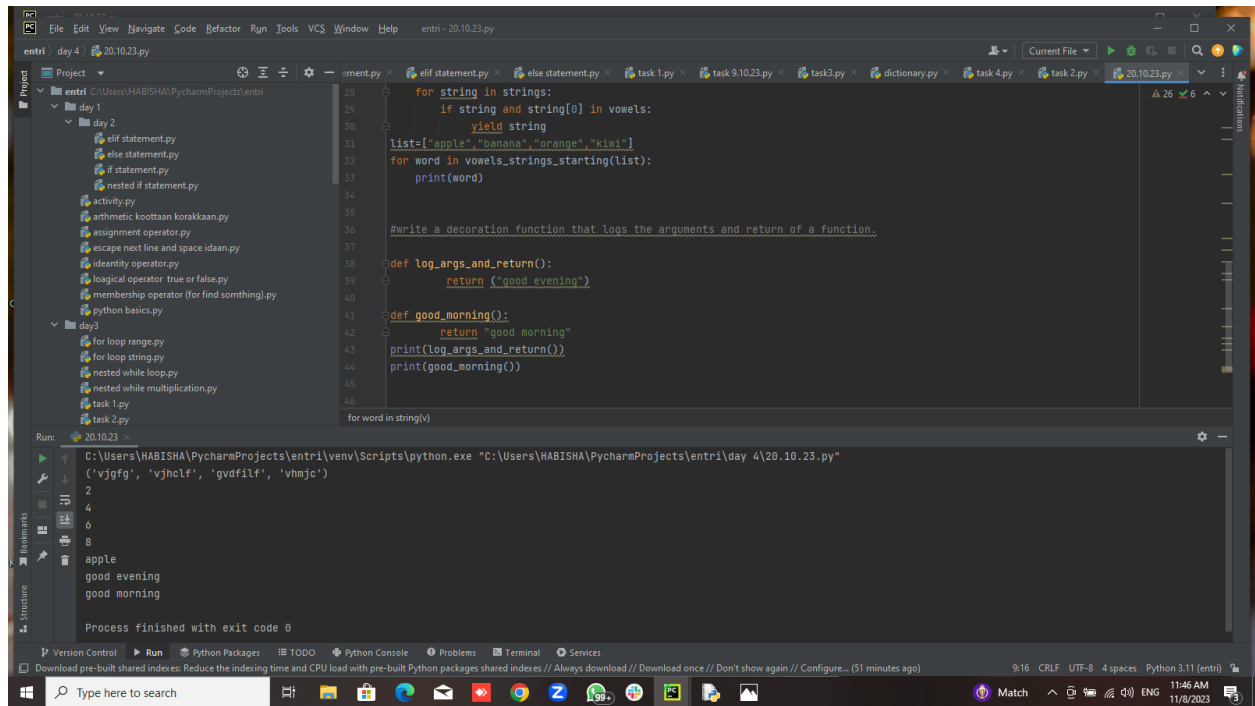 entri - 20.10.23.py
File Edit View Navigate Code Refactor Run Tools VCS Window Help entri - 20.10.23.py
entri day 4 20.10.23.py Current File
Project ement.py elif statement.py else statement.py task 1.py task 9.10.23.py task3.py dictionary.py task 4.py task 2.py 20.10.23.py
Project
Notifications
entri C:\Users\HABISHA\PycharmProjects\entri
day 1
day 2
elif statement.py
else statement.py
if statement.py
nested if statement.py
activity.py
arthmetic koottaan korakkaan.py
assignment operator.py
escape next line and space idaan.py
ideantity operator.py
loagical operator true or false.py
membership operator (for find somthing).py
python basics.py
day3
for loop range.py
for loop string.py
nested while loop.py
nested while multiplication.py
task 1.py
task 2.py
26 6
28 for string in strings:
29 if string and string[0] in vowels:
30 yield string
31 list=["apple","banana","orange","kiwi"]
32 for word in vowels_strings_starting(list):
33 print(word)
34
35
36 #write a decoration function that logs the arguments and return of a function.
37
38 def log_args_and_return():
39 return ("good evening")
40
41 def good_morning():
42 return "good morning"
43 print(log_args_and_return())
44 print(good_morning())
45
46
for word in string(v)
Run: 20.10.23
C:\Users\HABISHA\PycharmProjects\entri\venv\Scripts\python.exe "C:\Users\HABISHA\PycharmProjects\entri\day 4\20.10.23.py"
('vjgfg', 'vjhclf', 'gvdfilf', 'vhmjc')
2
4
6
8
apple
good evening
good morning
Process finished with exit code 0
Bookmarks
Structure
Version Control Run Python Packages TODO Python Console Problems Terminal Services
Download pre-built shared indexes: Reduce the indexing time and CPU load with pre-built Python packages shared indexes // Always download // Download once // Don't show again // Configure... (51 minutes ago) 9:16 CRLF UTF-8 4 spaces Python 3.11 (entri)
Type here to search 99+ Match ENG 11:46 AM
11/8/2023
3